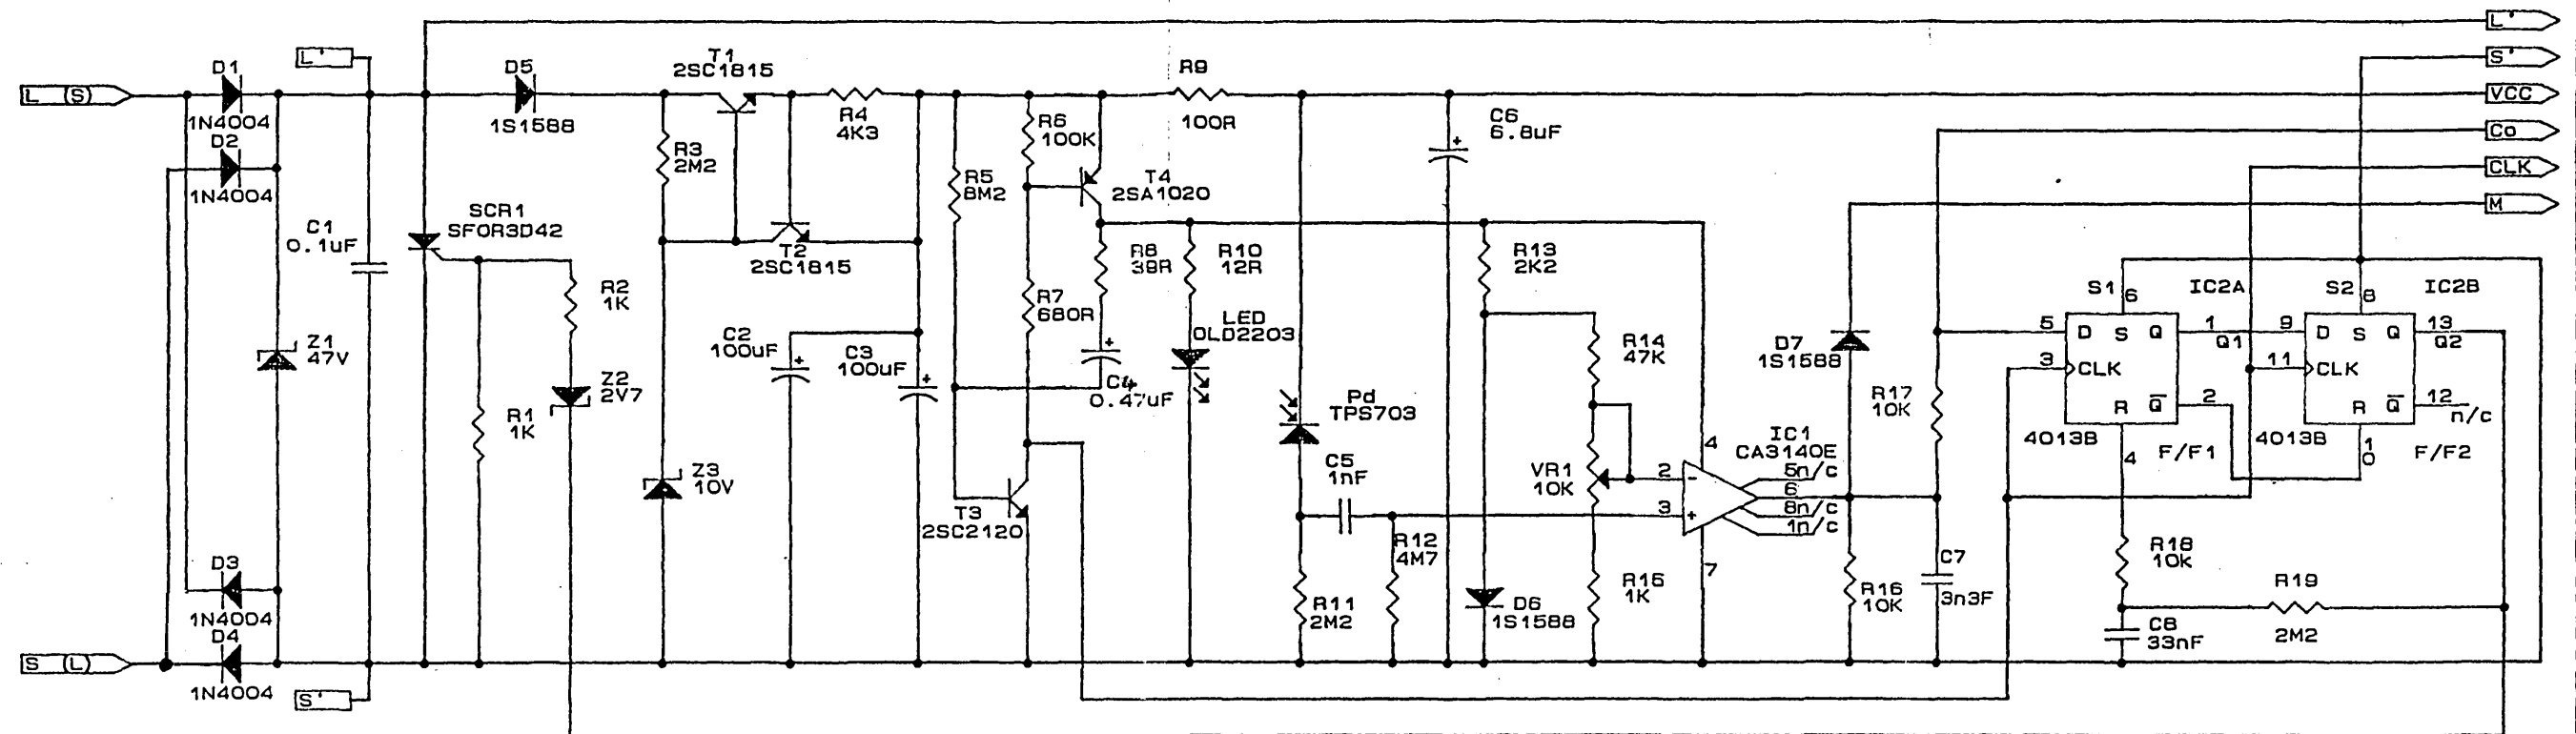 L (S)
D1
1N4004
D2
1N4004
L'
C1
0.1uF
Z1
47V
D3
1N4004
D4
1N4004
S (L)
S'
SCR1
SFOR3D42
D5
1S1588
R2
1K
Z2
2V7
R1
1K
T1
2SC1815
R3
2M2
T2
2SC1815
R4
4K3
Z3
10V
C2
100uF
C3
100uF
R5
8M2
R6
100K
R7
680R
T3
2SC2120
T4
2SA1020
R8
39R
C4
0.47uF
R9
100R
R10
12R
LED
OLD2203
Pd
TPS703
C5
1nF
R11
2M2
R12
4M7
C6
6.8uF
R13
2K2
R14
47K
VR1
10K
D6
1S1588
R16
1K
IC1
CA3140E
4
2
-
3
+
7
5n/c
6
8n/c
1n/c
D7
1S1588
R16
10K
R17
10K
C7
3n3F
S1
6
IC2A
5
D S Q
1
Q1
3
CLK
R Q
2
4013B
4
F/F1
S2
8
IC2B
9
D S Q
13
Q2
11
CLK
R Q
12
n/c
4013B
10
F/F2
R18
10K
C8
33nF
R19
2M2
L'
S'
VCC
Co
CLK
M